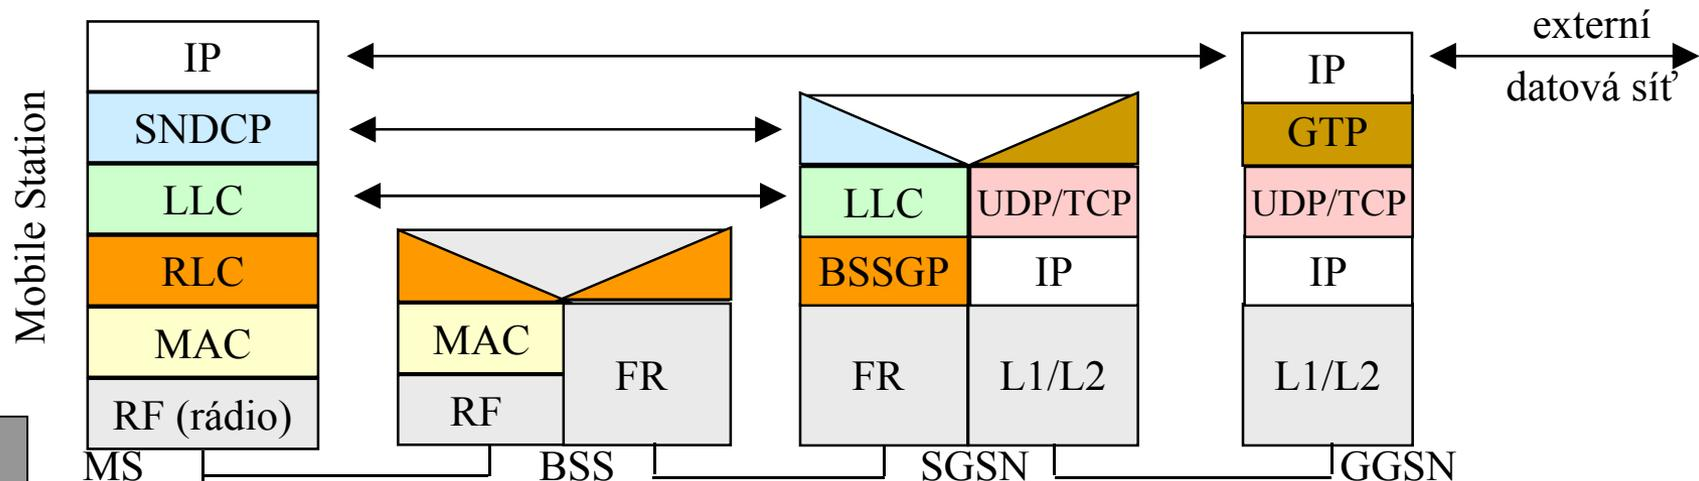 Mobile Station
IP
SNDCP
LLC
RLC
MAC
RF (rádio)
MS
MAC
RF
FR
BSS
LLC
BSSGP
FR
UDP/TCP
IP
L1/L2
SGSN
IP
GTP
UDP/TCP
IP
L1/L2
GGSN
externí
datová síť